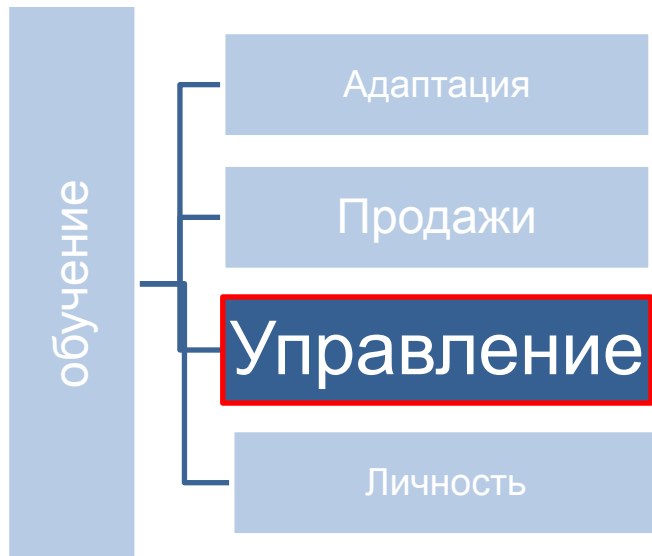 обучение
Адаптация
Продажи
Управление
Личность